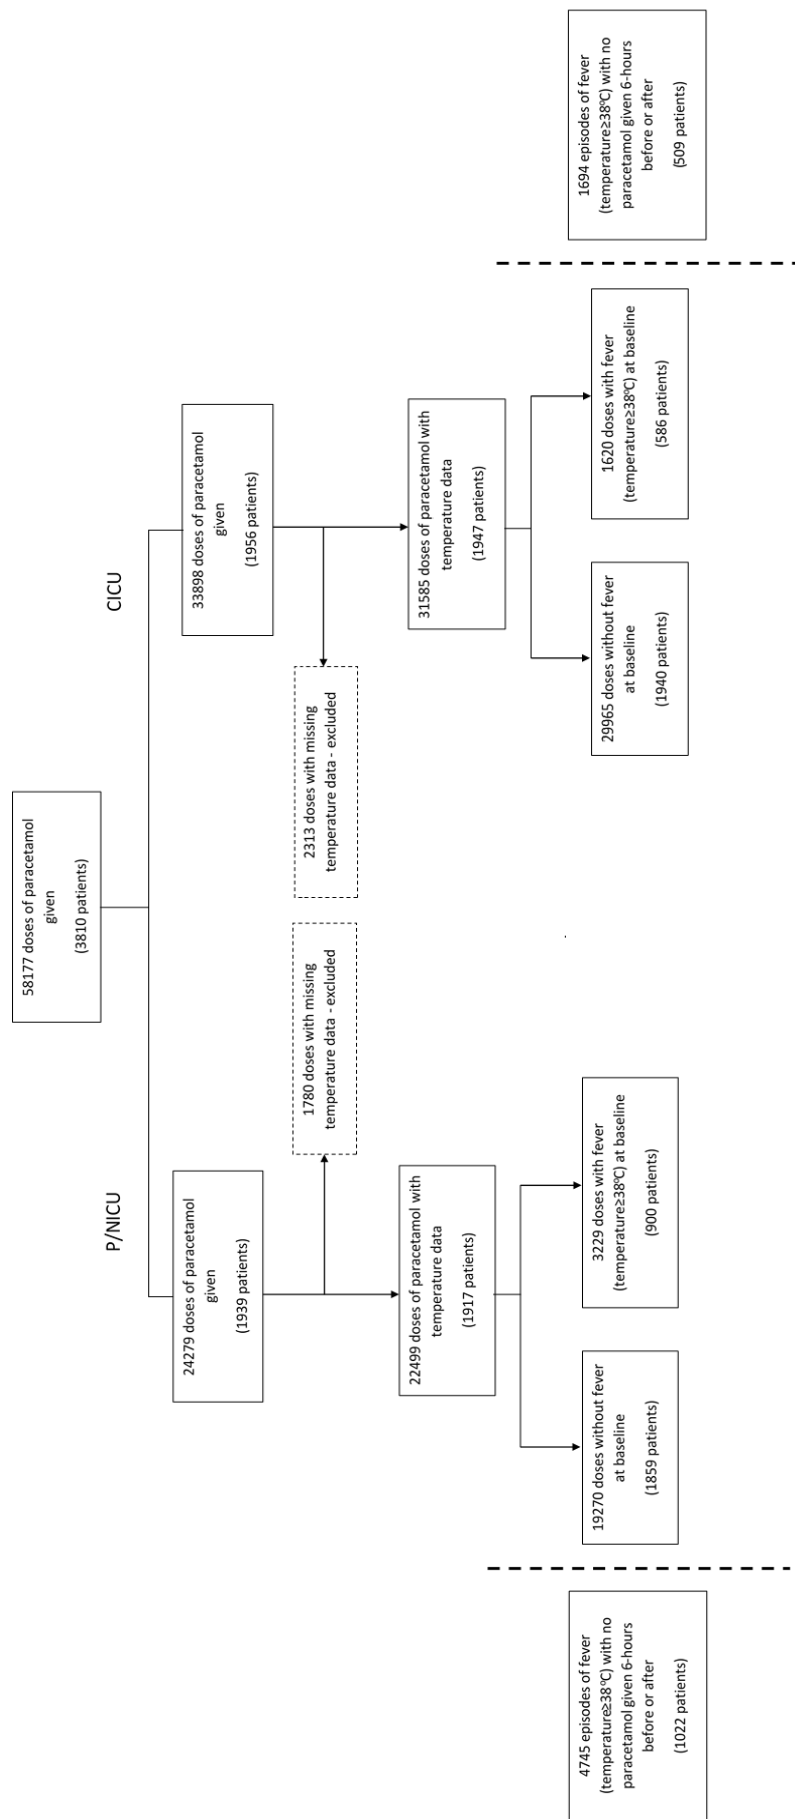 58177 doses of paracetamol
given
(3810 patients)
P/NICU
CICU
24279 doses of paracetamol
given
(1939 patients)
33898 doses of paracetamol
given
(1956 patients)
1780 doses with missing
temperature data - excluded
2313 doses with missing
temperature data - excluded
22499 doses of paracetamol with
temperature data
(1917 patients)
31585 doses of paracetamol with
temperature data
(1947 patients)
4745 episodes of fever
(temperature≥38ºC) with no
paracetamol given 6-hours
before or after
(1022 patients)
19270 doses without fever
at baseline
(1859 patients)
3229 doses with fever
(temperature≥38ºC) at baseline
(900 patients)
29965 doses without fever
at baseline
(1940 patients)
1620 doses with fever
(temperature≥38ºC) at baseline
(586 patients)
1694 episodes of fever
(temperature≥38ºC) with no
paracetamol given 6-hours
before or after
(509 patients)